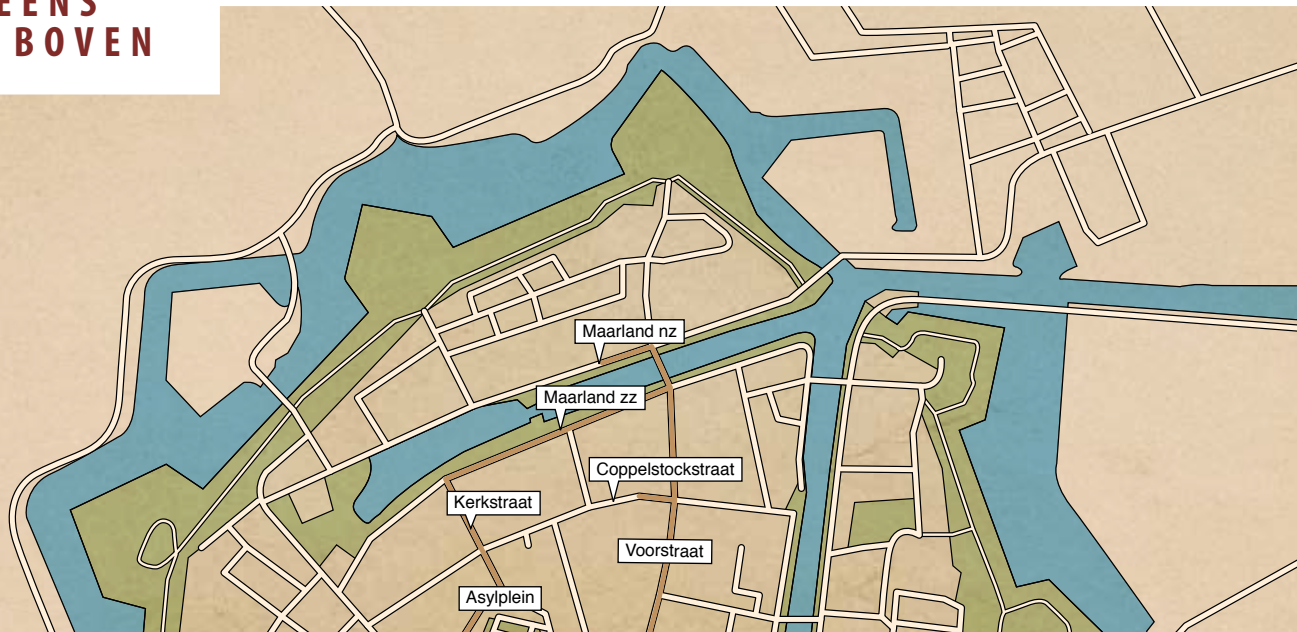 BOVEN
Maarland nz
Maarland zz
Coppelstockstraat
Kerkstraat
Voorstraat
Asylplein